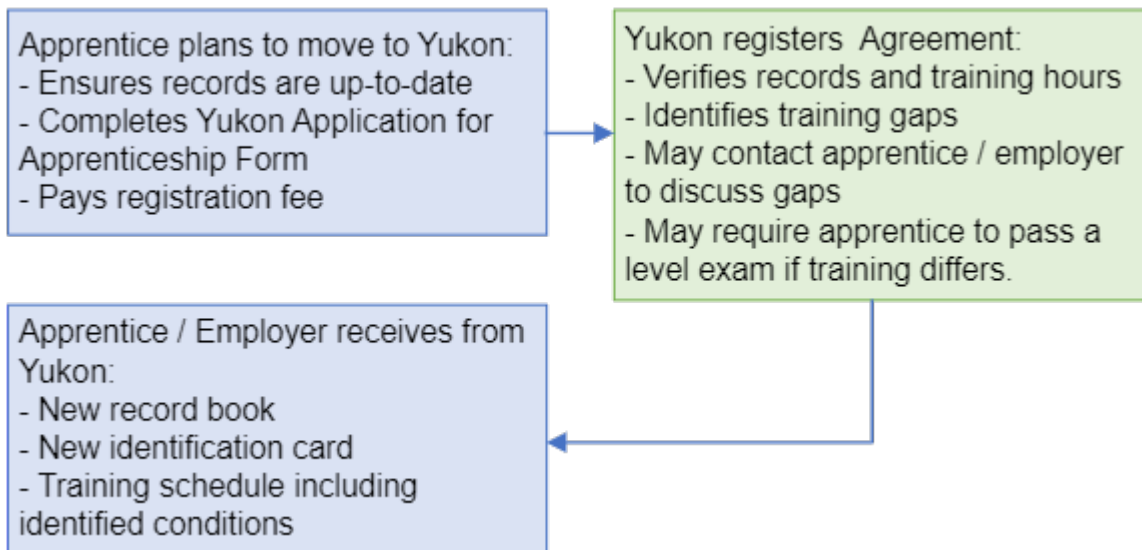 Apprentice plans to move to Yukon:
- Ensures records are up-to-date
- Completes Yukon Application for
Apprenticeship Form
- Pays registration fee
Yukon registers  Agreement:
- Verifies records and training hours
- Identifies training gaps
- May contact apprentice / employer
to discuss gaps
- May require apprentice to pass a
level exam if training differs.
Apprentice / Employer receives from
Yukon:
- New record book
- New identification card
- Training schedule including
identified conditions